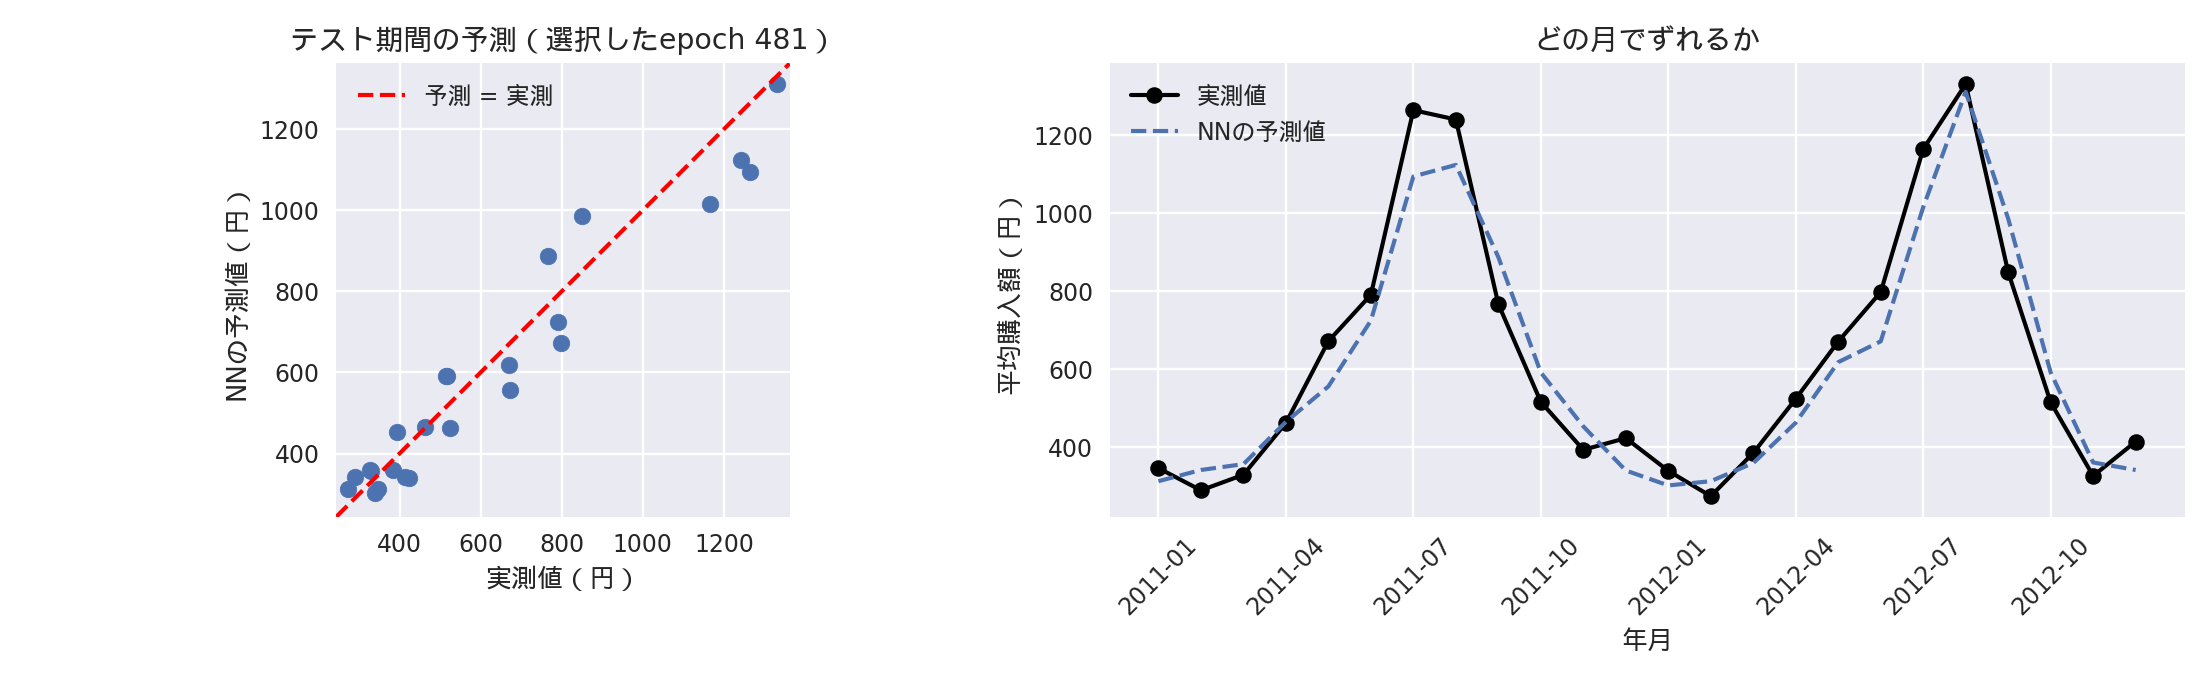 テスト期間の予測（選択したepoch 481）
予測 = 実測
1200
1000
800
600
400
NNの予測値（円）
400 600 800 1000 1200
実測値（円）
どの月でずれるか
実測値
NNの予測値
1200
1000
800
600
400
平均購入額（円）
2011-01 2011-04 2011-07 2011-10 2012-01 2012-04 2012-07 2012-10
年月